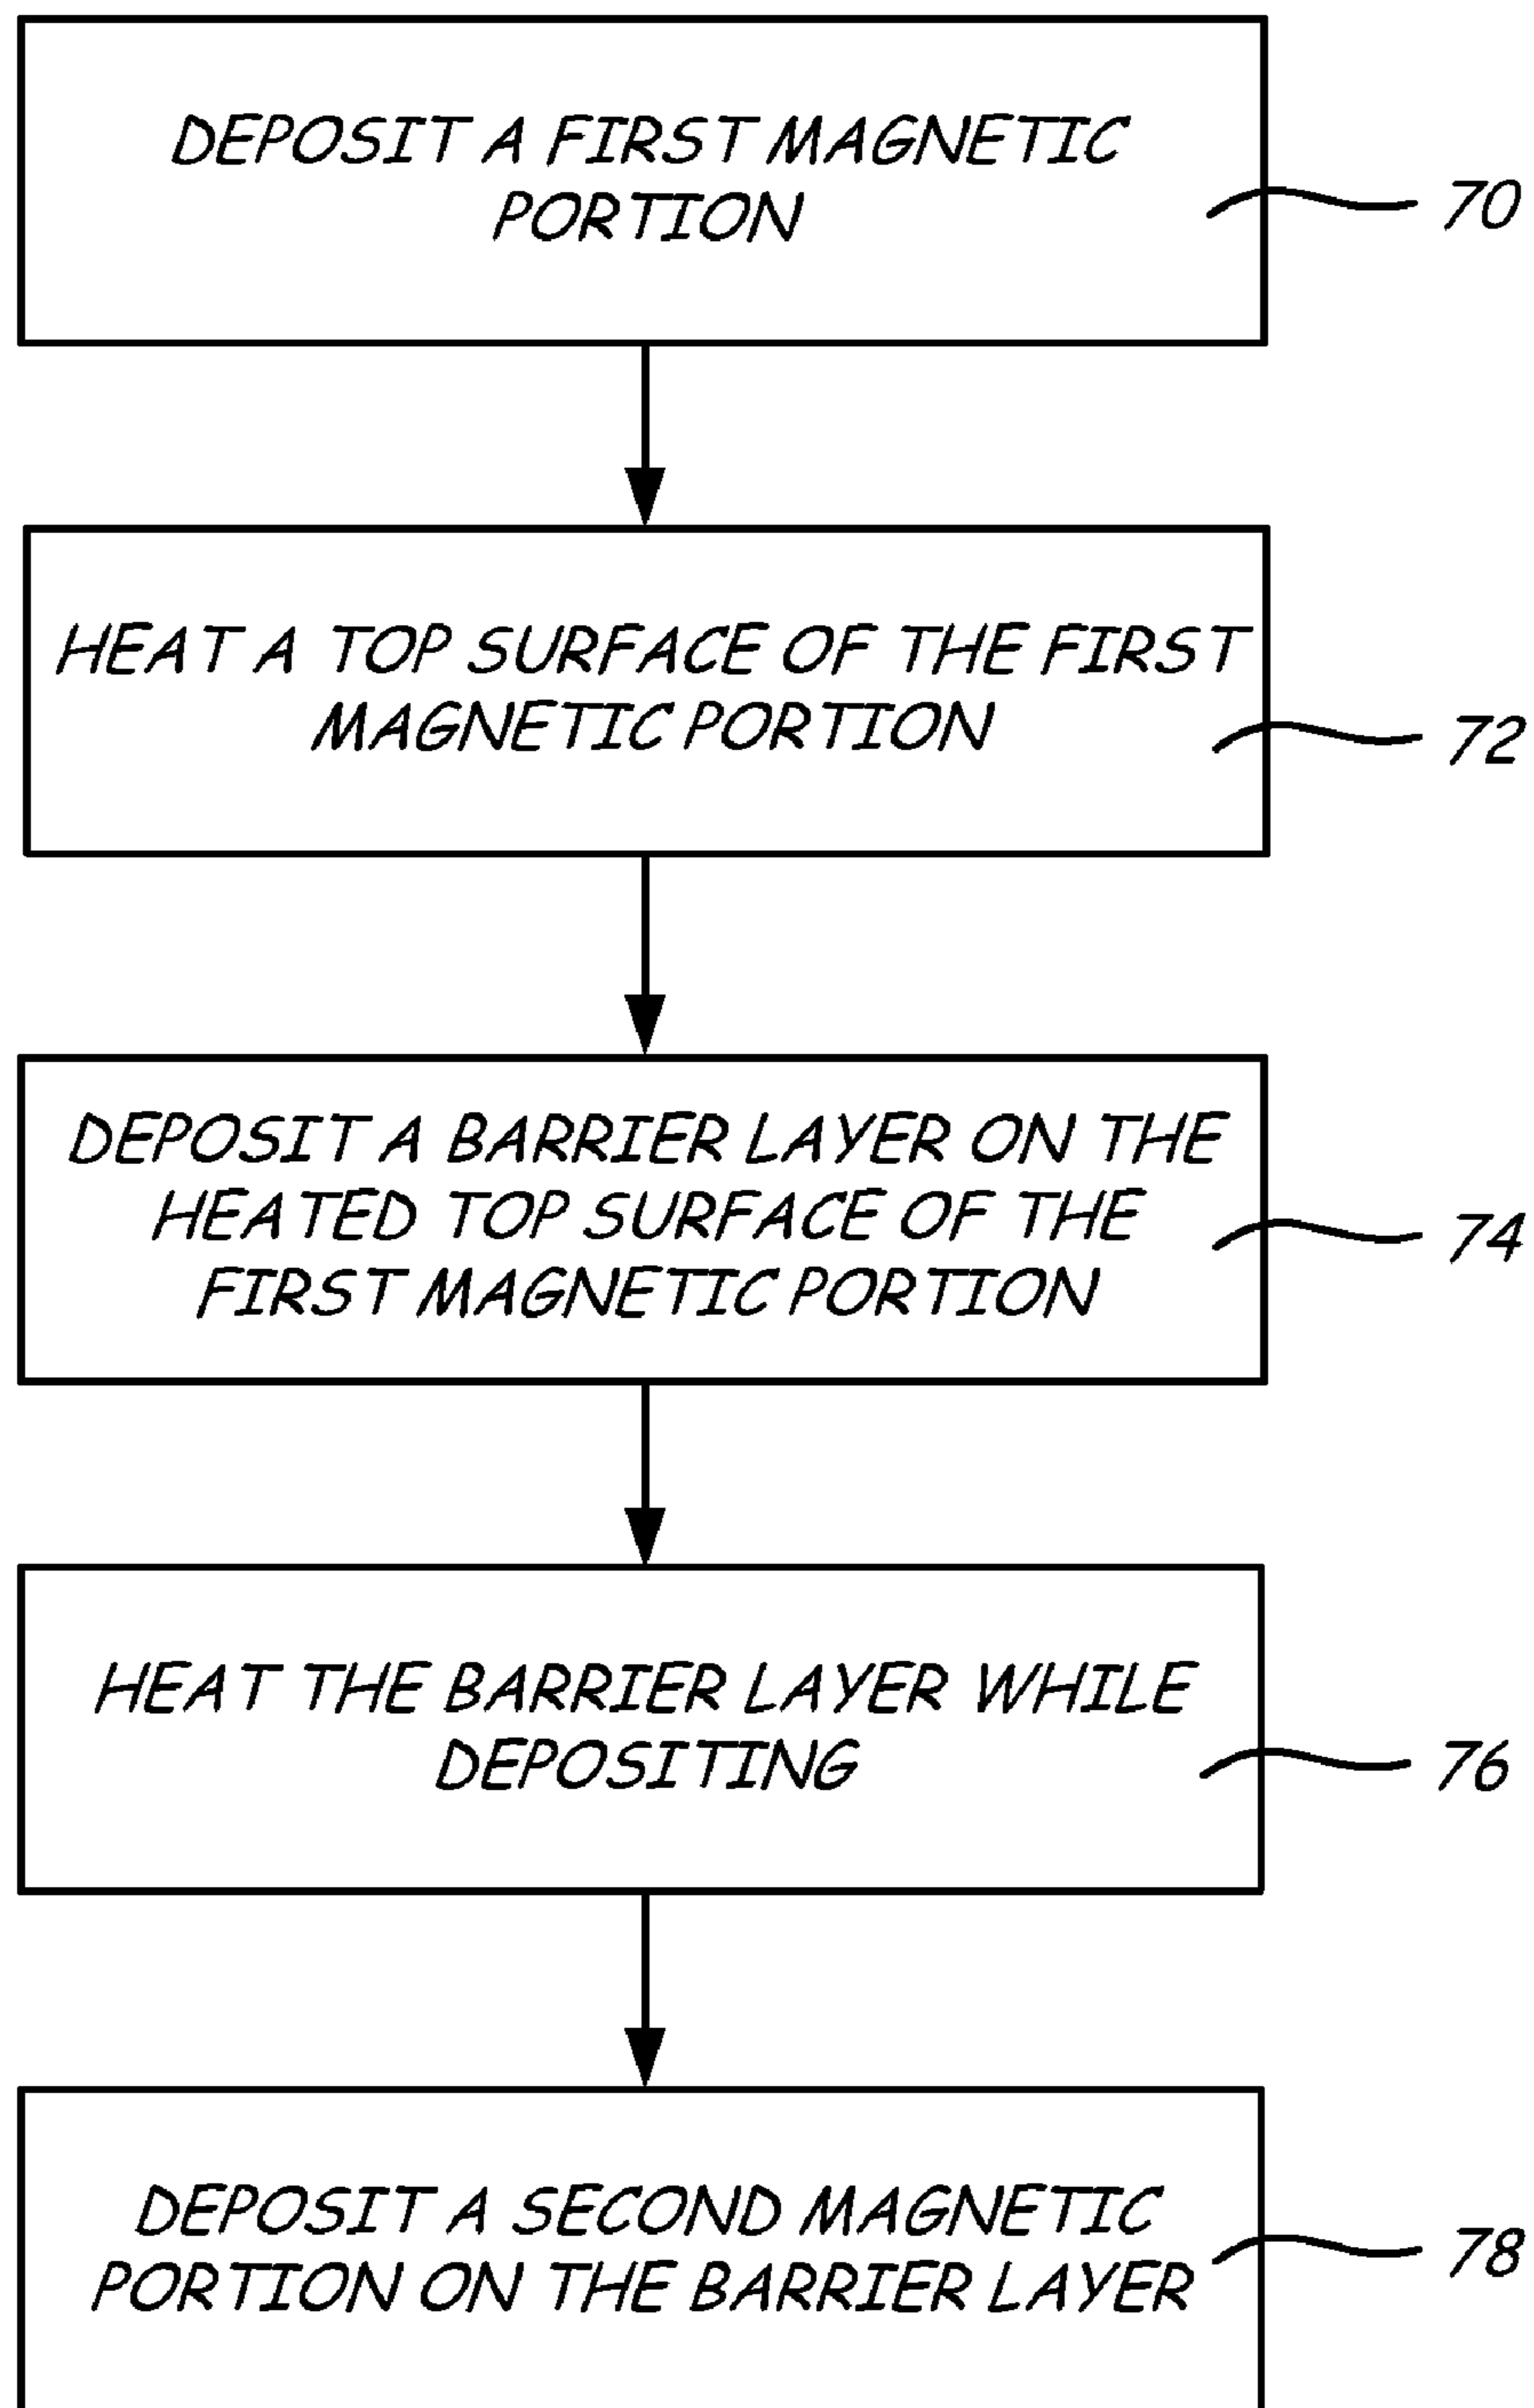 DEPOSIT A FIRST MAGNETIC
PORTION
70
HEAT A TOP SURFACE OF THE FIRST
MAGNETIC PORTION
72
DEPOSIT A BARRIER LAYER ON THE
HEATED TOP SURFACE OF THE
FIRST MAGNETIC PORTION
74
HEAT THE BARRIER LAYER WHILE
DEPOSITING
76
DEPOSIT A SECOND MAGNETIC
PORTION ON THE BARRIER LAYER
78